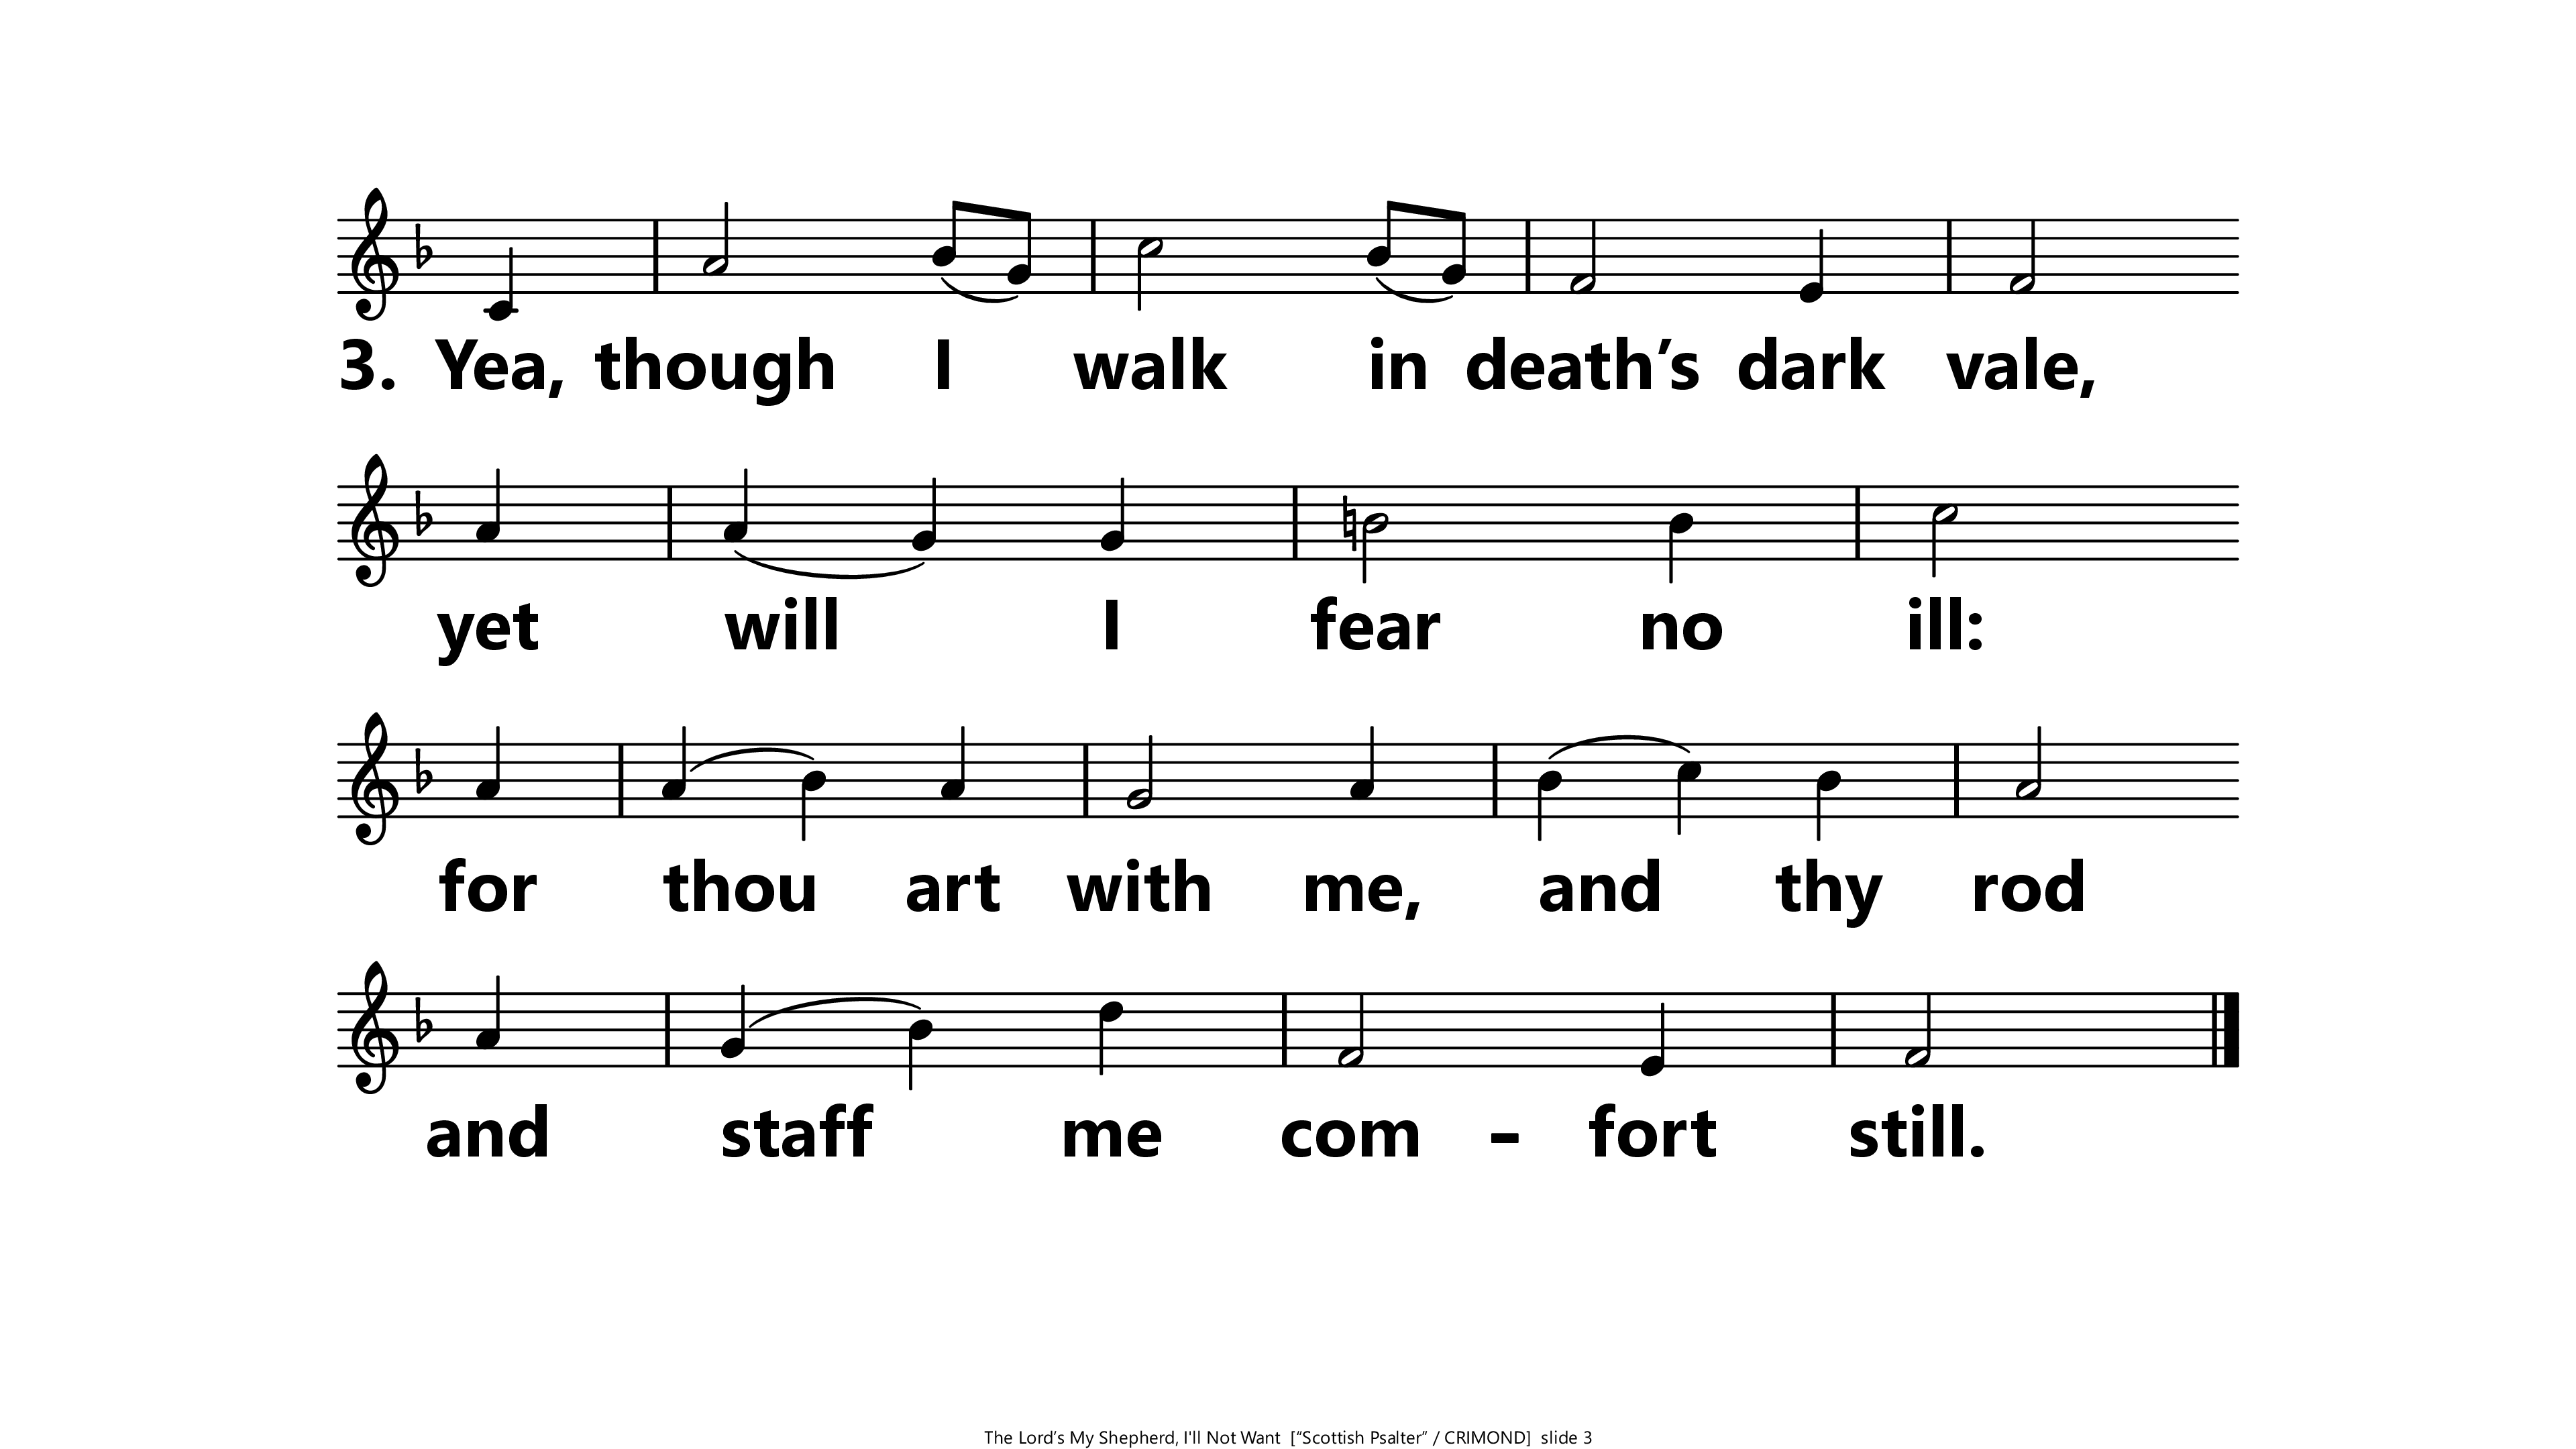 3. Yea, though I walk in death’s dark vale,
yet will I fear no ill:
for thou art with me, and thy rod
and staff me com - fort still.
The Lord’s My Shepherd, I'll Not Want [“Scottish Psalter” / CRIMOND] slide 3